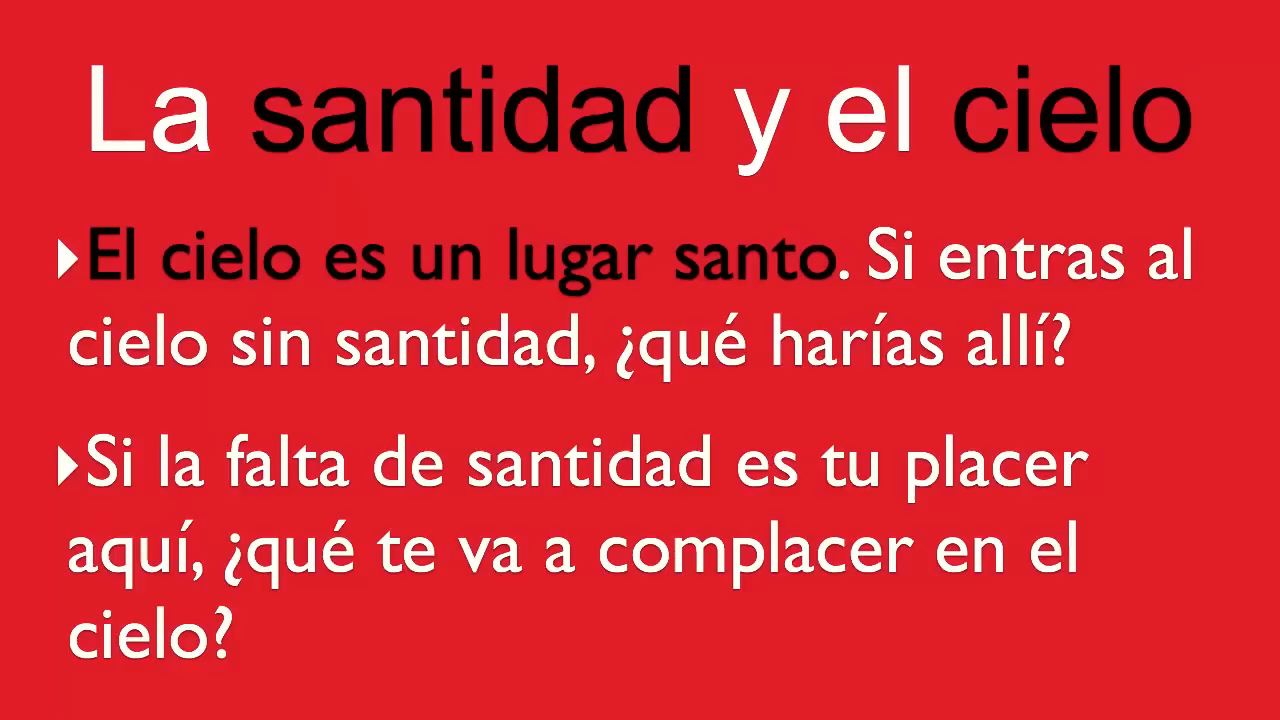 La santidad y el cielo
El cielo es un lugar santo. Si entras al
cielo sin santidad, ¿qué harías allí?
Si la falta de santidad es tu placer
aquí, ¿qué te va a complacer en el
cielo?